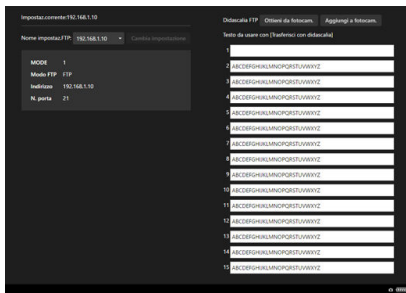 Impostaz.corrente:192.168.1.10
Nome impostaz.FTP: 192.168.1.10 Cambia impostazione
MODE 1
Modo FTP FTP
Indirizzo 192.168.1.10
N. porta 21
Didascalia FTP Ottieni da fotocam. Aggiungi a fotocam.
Testo da usare con [Trasferisci con didascalia]
1
2 ABCDEFGHIJKLMNOPQRSTUVWXYZ
3 ABCDEFGHIJKLMNOPQRSTUVWXYZ
4 ABCDEFGHIJKLMNOPQRSTUVWXYZ
5 ABCDEFGHIJKLMNOPQRSTUVWXYZ
6 ABCDEFGHIJKLMNOPQRSTUVWXYZ
7 ABCDEFGHIJKLMNOPQRSTUVWXYZ
8 ABCDEFGHIJKLMNOPQRSTUVWXYZ
9 ABCDEFGHIJKLMNOPQRSTUVWXYZ
10 ABCDEFGHIJKLMNOPQRSTUVWXYZ
11 ABCDEFGHIJKLMNOPQRSTUVWXYZ
12 ABCDEFGHIJKLMNOPQRSTUVWXYZ
13 ABCDEFGHIJKLMNOPQRSTUVWXYZ
14 ABCDEFGHIJKLMNOPQRSTUVWXYZ
15 ABCDEFGHIJKLMNOPQRSTUVWXYZ